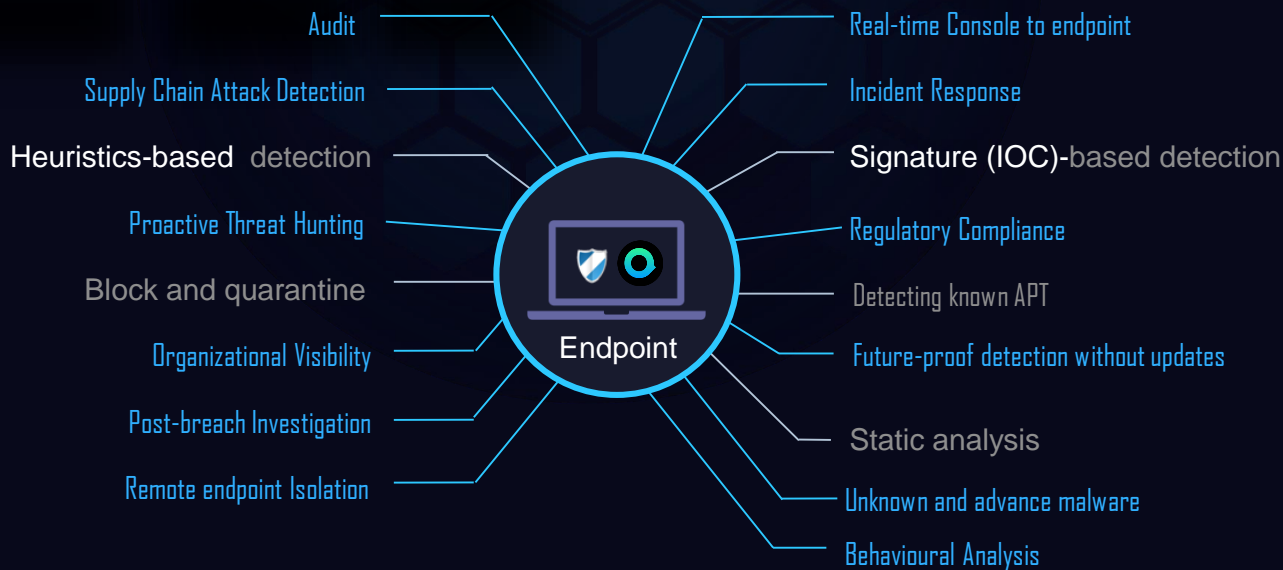 Audit
Supply Chain Attack Detection
Heuristics-based detection
Proactive Threat Hunting
Block and quarantine
Organizational Visibility
Post-breach Investigation
Remote endpoint Isolation
Endpoint
Real-time Console to endpoint
Incident Response
Signature (IOC)-based detection
Regulatory Compliance
Detecting known APT
Future-proof detection without updates
Static analysis
Unknown and advance malware
Behavioural Analysis